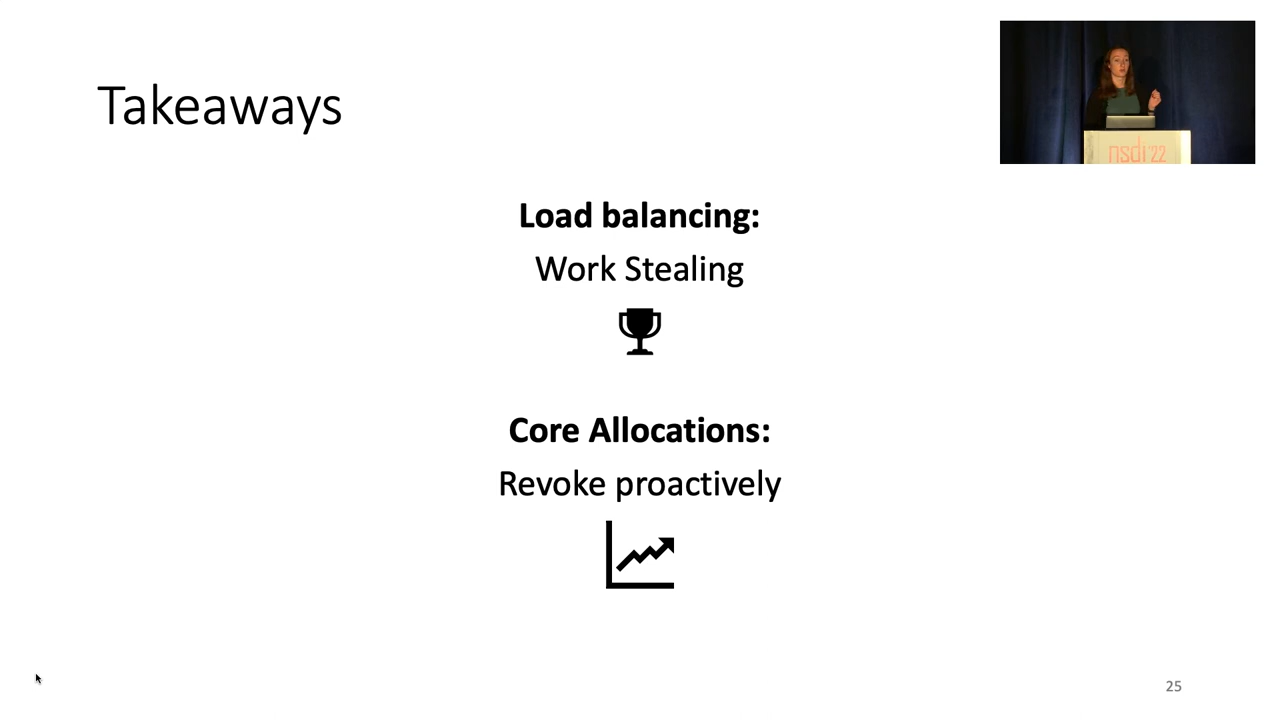 Takeaways
nsdi '22
Load balancing:
Work Stealing
Core Allocations:
Revoke proactively
25